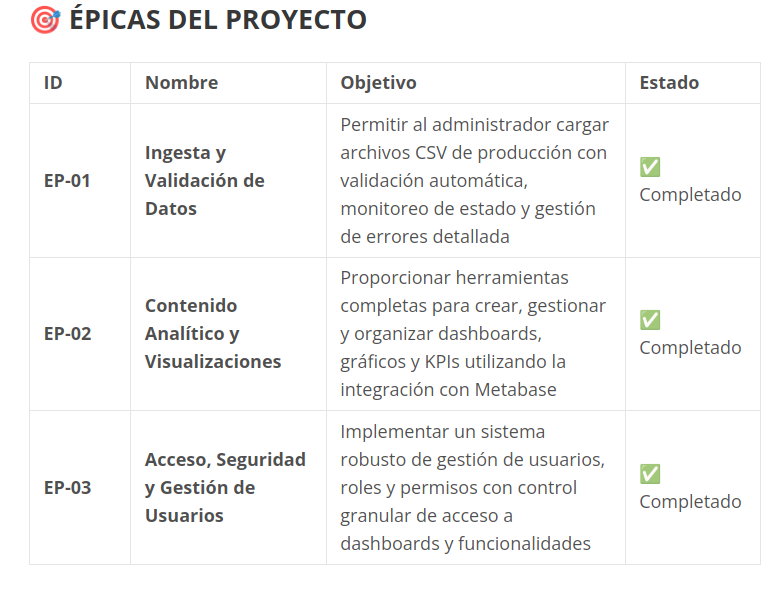 🎯 ÉPICAS DEL PROYECTO
ID Nombre Objetivo Estado
EP-01
Ingesta y
Validación de
Datos
Permitir al administrador cargar
archivos CSV de producción con
validación automática,
monitoreo de estado y gestión
de errores detallada
✅
Completado
EP-02
Contenido
Analítico y
Visualizaciones
Proporcionar herramientas
completas para crear, gestionar
y organizar dashboards,
gráficos y KPIs utilizando la
integración con Metabase
✅
Completado
EP-03
Acceso, Seguridad
y Gestión de
Usuarios
Implementar un sistema
robusto de gestión de usuarios,
roles y permisos con control
granular de acceso a
dashboards y funcionalidades
✅
Completado